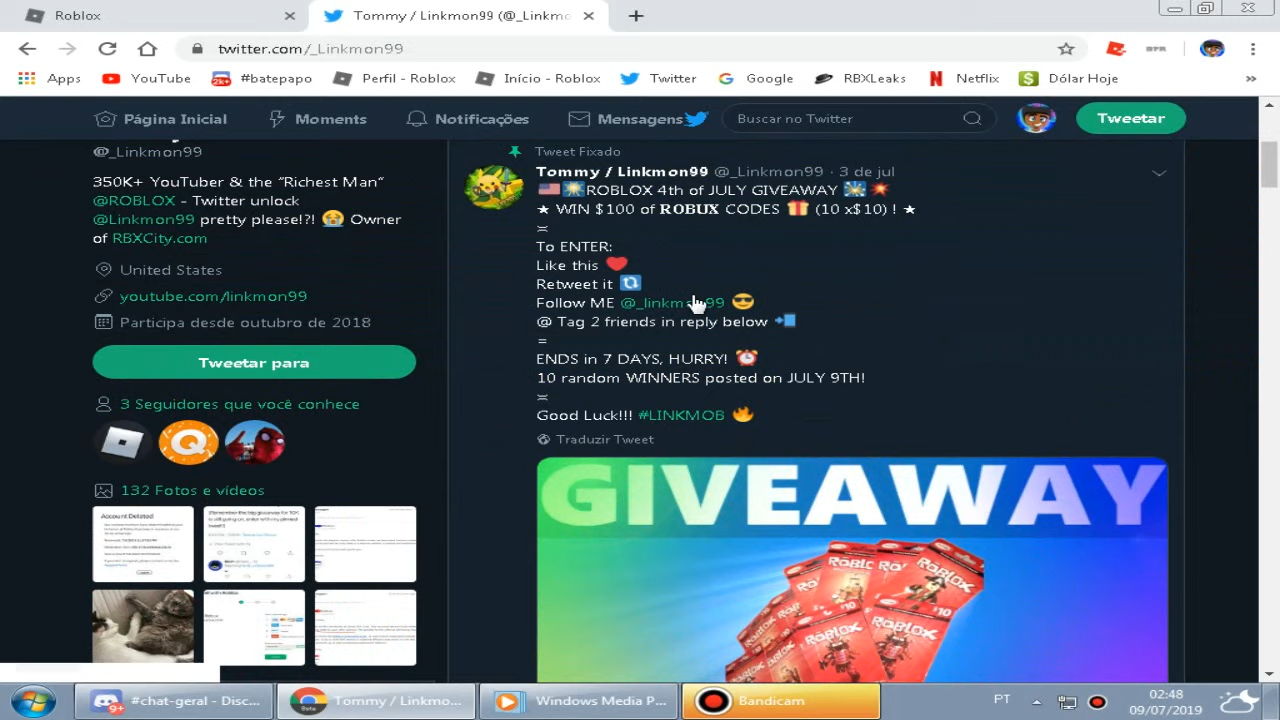 Roblox
Tommy / Linkmon99 (@_Linkmo
twitter.com/_Linkmon99
Apps YouTube #batepapo Perfil - Roblox Início - Roblox Twitter Google RBXLeaks Netflix Dólar Hoje »
Página Inicial Moments Notificações Mensagens Buscar no Twitter Tweetar
@_Linkmon99
350K+ YouTuber & the "Richest Man"
@ROBLOX - Twitter unlock
@Linkmon99 pretty please!?! 😭 Owner
of RBXCity.com
United States
youtube.com/linkmon99
Participa desde outubro de 2018
Tweetar para
3 Seguidores que você conhece
132 Fotos e vídeos
Account Deleted
Tweet Fixado
Tommy / Linkmon99 @_Linkmon99 · 3 de jul
🇺🇸🎆ROBLOX 4th of JULY GIVEAWAY 🎆💥
★ WIN $100 of ROBUX CODES 🎁 (10 x$10) ! ★
To ENTER:
Like this ❤️
Retweet it 🔃
Follow ME @_linkmon99 😎
@ Tag 2 friends in reply below 📲
=
ENDS in 7 DAYS, HURRY! ⏰
10 random WINNERS posted on JULY 9TH!
Good Luck!!! #LINKMOB 🔥
Traduzir Tweet
GIVEAWAY
9+ #chat-geral - Disc... Beta Tommy / Linkmo... Windows Media P... Bandicam PT 02:48
09/07/2019